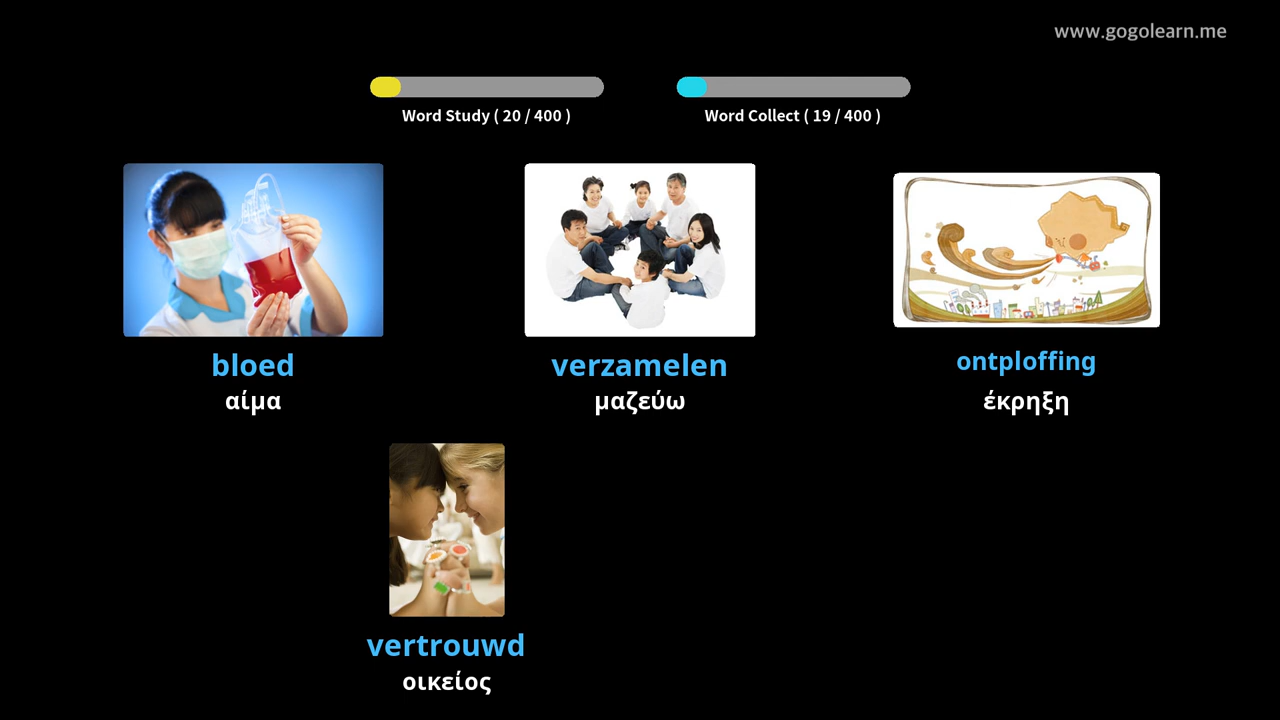 www.gogolearn.me
Word Study ( 20 / 400 )
Word Collect ( 19 / 400 )
bloed
αίμα
verzamelen
μαζεύω
ontploffing
έκρηξη
vertrouwd
οικείος